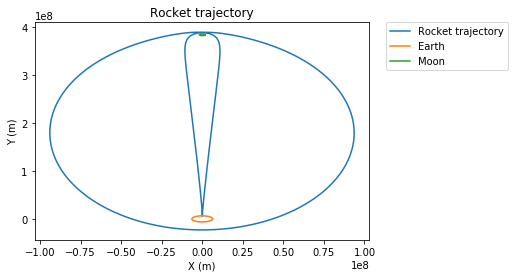 Rocket trajectory
1e8
4
3
2
1
0
Y (m)
−1.00
−0.75
−0.50
−0.25
0.00
0.25
0.50
0.75
1.00
1e8
X (m)
Rocket trajectory
Earth
Moon